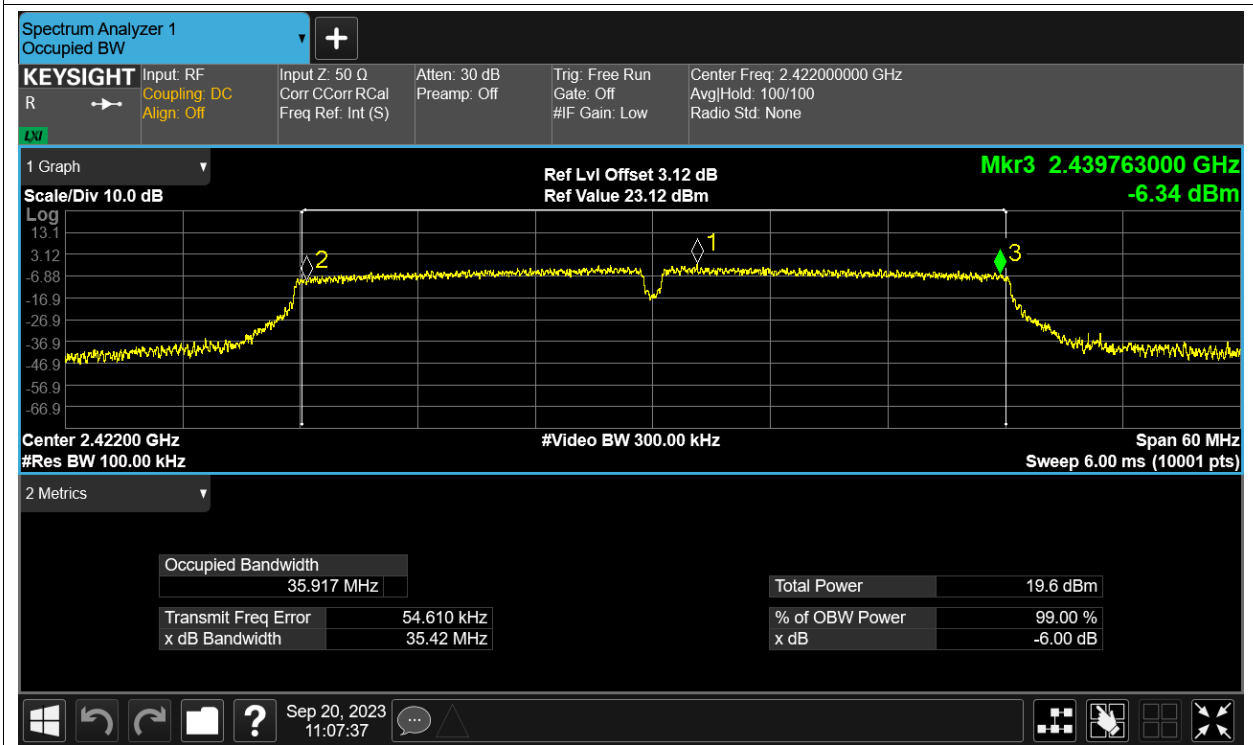 Spectrum Analyzer 1
Occupied BW
KEYSIGHT Input: RF Input Z: 50 Ω Atten: 30 dB Trig: Free Run Center Freq: 2.422000000 GHz
R Coupling: DC Corr CCorr RCal Preamp: Off Gate: Off Avg|Hold: 100/100
Align: Off Freq Ref: Int (S) #IF Gain: Low Radio Std: None
LXI
1 Graph Ref Lvl Offset 3.12 dB Mkr3 2.439763000 GHz
Scale/Div 10.0 dB Ref Value 23.12 dBm -6.34 dBm
Log
13.1
3.12
-6.88
-16.9
-26.9
-36.9
-46.9
-56.9
-66.9
2
1
3
Center 2.42200 GHz #Video BW 300.00 kHz Span 60 MHz
#Res BW 100.00 kHz Sweep 6.00 ms (10001 pts)
2 Metrics
Occupied Bandwidth
35.917 MHz Total Power 19.6 dBm
Transmit Freq Error 54.610 kHz % of OBW Power 99.00 %
x dB Bandwidth 35.42 MHz x dB -6.00 dB
? Sep 20, 2023
11:07:37